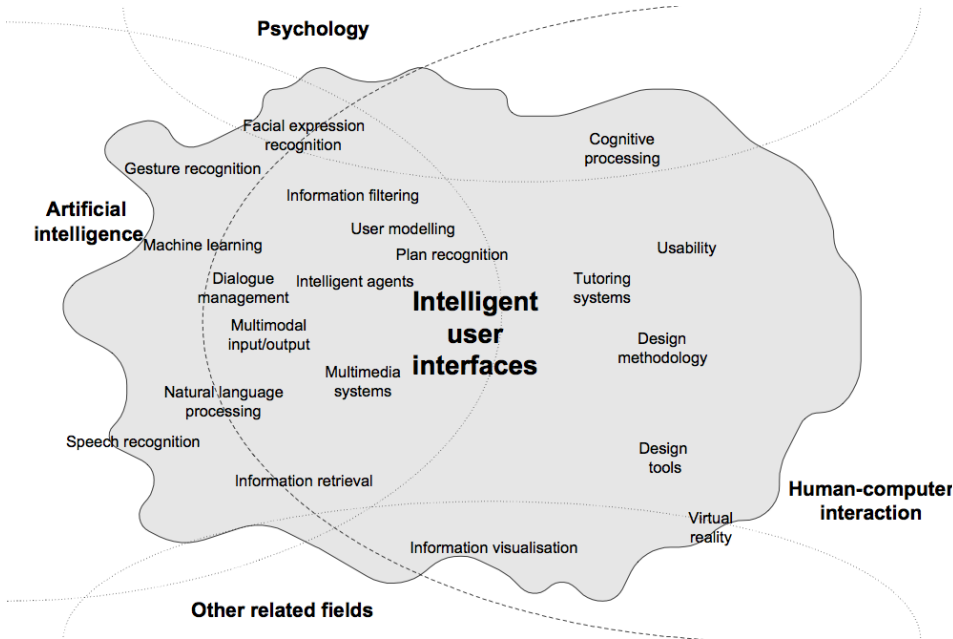 Psychology
Facial expression
recognition
Cognitive
processing
Gesture recognition
Information filtering
Artificial
intelligence
User modelling
Machine learning
Plan recognition
Usability
Dialogue
management
Intelligent agents
Tutoring
systems
Intelligent
user
interfaces
Multimodal
input/output
Design
methodology
Multimedia
systems
Natural language
processing
Speech recognition
Design
tools
Information retrieval
Human-computer
interaction
Virtual
reality
Information visualisation
Other related fields